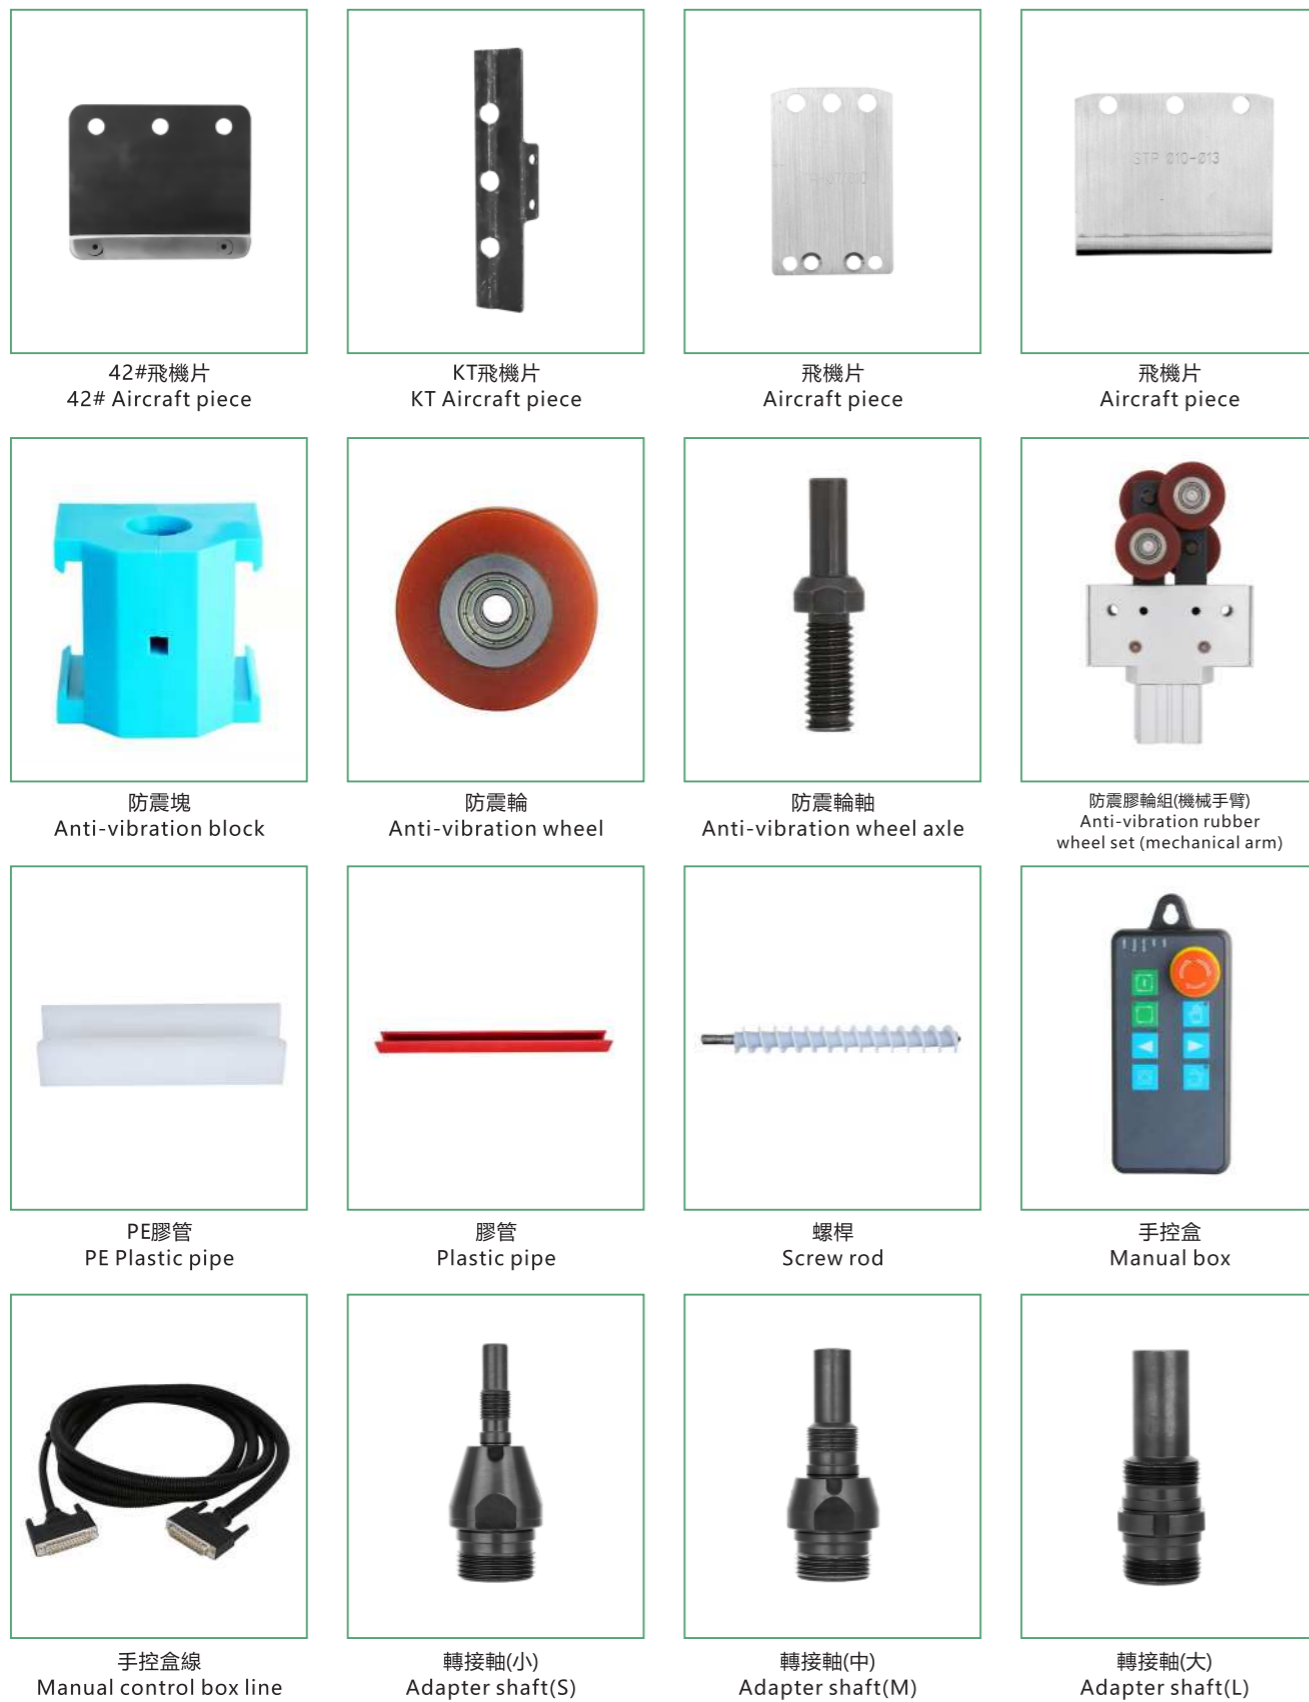 STP Ø10-Ø13
42#飛機片
42# Aircraft piece
KT飛機片
KT Aircraft piece
飛機片
Aircraft piece
飛機片
Aircraft piece
防震塊
Anti-vibration block
防震輪
Anti-vibration wheel
防震輪軸
Anti-vibration wheel axle
防震膠輪組(機械手臂)
Anti-vibration rubber
wheel set (mechanical arm)
PE膠管
PE Plastic pipe
膠管
Plastic pipe
螺桿
Screw rod
手控盒
Manual box
手控盒線
Manual control box line
轉接軸(小)
Adapter shaft(S)
轉接軸(中)
Adapter shaft(M)
轉接軸(大)
Adapter shaft(L)